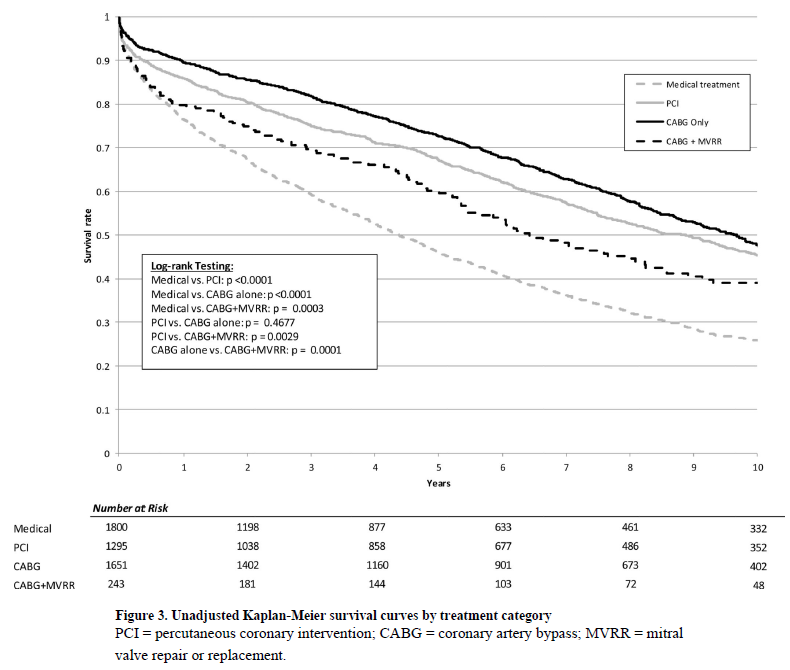 1
0.9
0.8
0.7
0.6
0.5
0.4
0.3
0.2
0.1
0
Survival rate
Medical treatment
PCI
CABG Only
CABG + MVRR
Log-rank Testing:
Medical vs. PCI: p <0.0001
Medical vs. CABG alone: p <0.0001
Medical vs. CABG+MVRR: p = 0.0003
PCI vs. CABG alone: p = 0.4677
PCI vs. CABG+MVRR: p = 0.0029
CABG alone vs. CABG+MVRR: p = 0.0001
0 1 2 3 4 5 6 7 8 9 10
Years
Number at Risk
Medical 1800 1198 877 633 461 332
PCI 1295 1038 858 677 486 352
CABG 1651 1402 1160 901 673 402
CABG+MVRR 243 181 144 103 72 48
Figure 3. Unadjusted Kaplan-Meier survival curves by treatment category
PCI = percutaneous coronary intervention; CABG = coronary artery bypass; MVRR = mitral
valve repair or replacement.